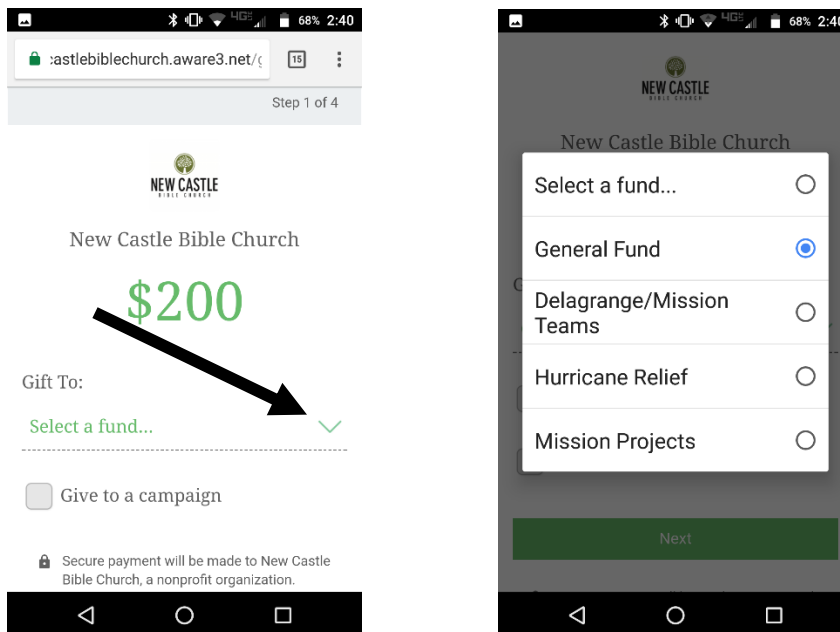 4G 68% 2:40
castlebiblechurch.aware3.net/
15
Step 1 of 4
NEW CASTLE
BIBLE CHURCH
New Castle Bible Church
$200
Gift To:
Select a fund...
Give to a campaign
Secure payment will be made to New Castle
Bible Church, a nonprofit organization.
4G 68% 2:40
NEW CASTLE
BIBLE CHURCH
New Castle Bible Church
Select a fund...
General Fund
Delagrange/Mission
Teams
Hurricane Relief
Mission Projects
Next